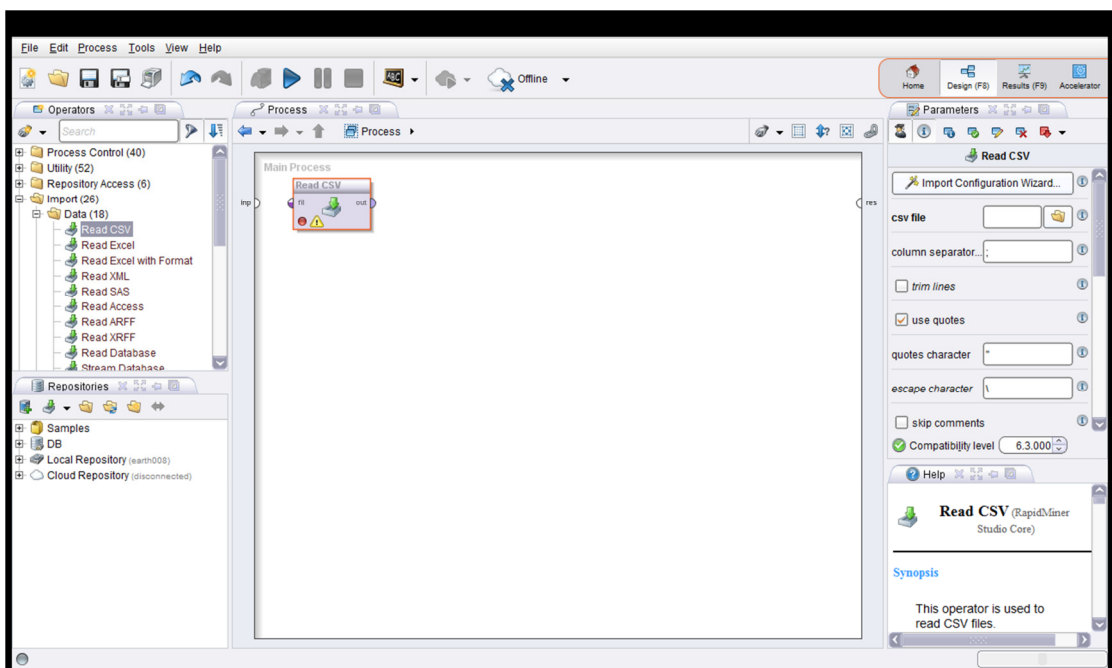 File Edit Process Tools View Help
ABC Offline
Home Design (F8) Results (F9) Accelerator
Operators
Search
Process Control (40)
Utility (52)
Repository Access (6)
Import (26)
Data (18)
Read CSV
Read Excel
Read Excel with Format
Read XML
Read SAS
Read Access
Read ARFF
Read XRFF
Read Database
Stream Database
Repositories
Samples
DB
Local Repository (earth008)
Cloud Repository (disconnected)
Process
Process
Main Process
Read CSV
inp fil out res
Parameters
Read CSV
Import Configuration Wizard...
csv file
column separator... ;
trim lines
use quotes
quotes character "
escape character \
skip comments
Compatibility level 6.3.000
Help
Read CSV (RapidMiner
Studio Core)
Synopsis
This operator is used to
read CSV files.